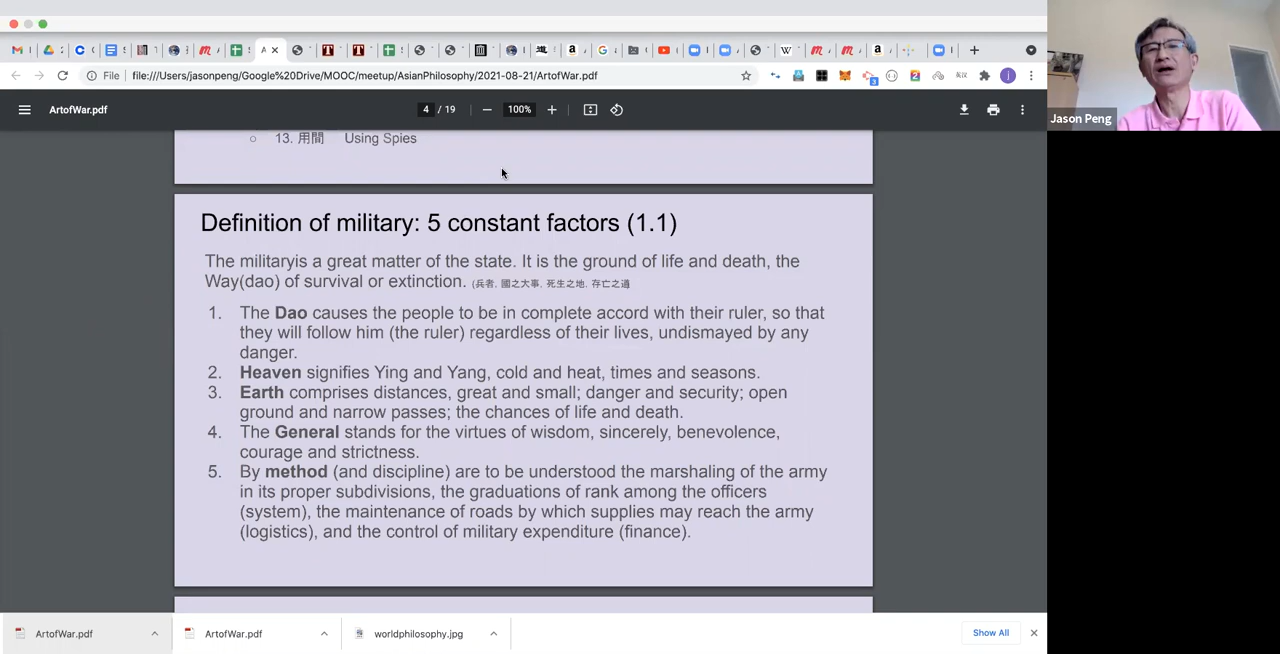 File
file:///Users/jasonpeng/Google%20Drive/MOOC/meetup/AsianPhilosophy/2021-08-21/ArtofWar.pdf
ArtofWar.pdf
4 / 19
100%
Jason Peng
○ 13. 用間 Using Spies
Definition of military: 5 constant factors (1.1)
The militaryis a great matter of the state. It is the ground of life and death, the
Way(dao) of survival or extinction. (兵者, 國之大事, 死生之地, 存亡之道
1. The Dao causes the people to be in complete accord with their ruler, so that
they will follow him (the ruler) regardless of their lives, undismayed by any
danger.
2. Heaven signifies Ying and Yang, cold and heat, times and seasons.
3. Earth comprises distances, great and small; danger and security; open
ground and narrow passes; the chances of life and death.
4. The General stands for the virtues of wisdom, sincerely, benevolence,
courage and strictness.
5. By method (and discipline) are to be understood the marshaling of the army
in its proper subdivisions, the graduations of rank among the officers
(system), the maintenance of roads by which supplies may reach the army
(logistics), and the control of military expenditure (finance).
ArtofWar.pdf
ArtofWar.pdf
worldphilosophy.jpg
Show All